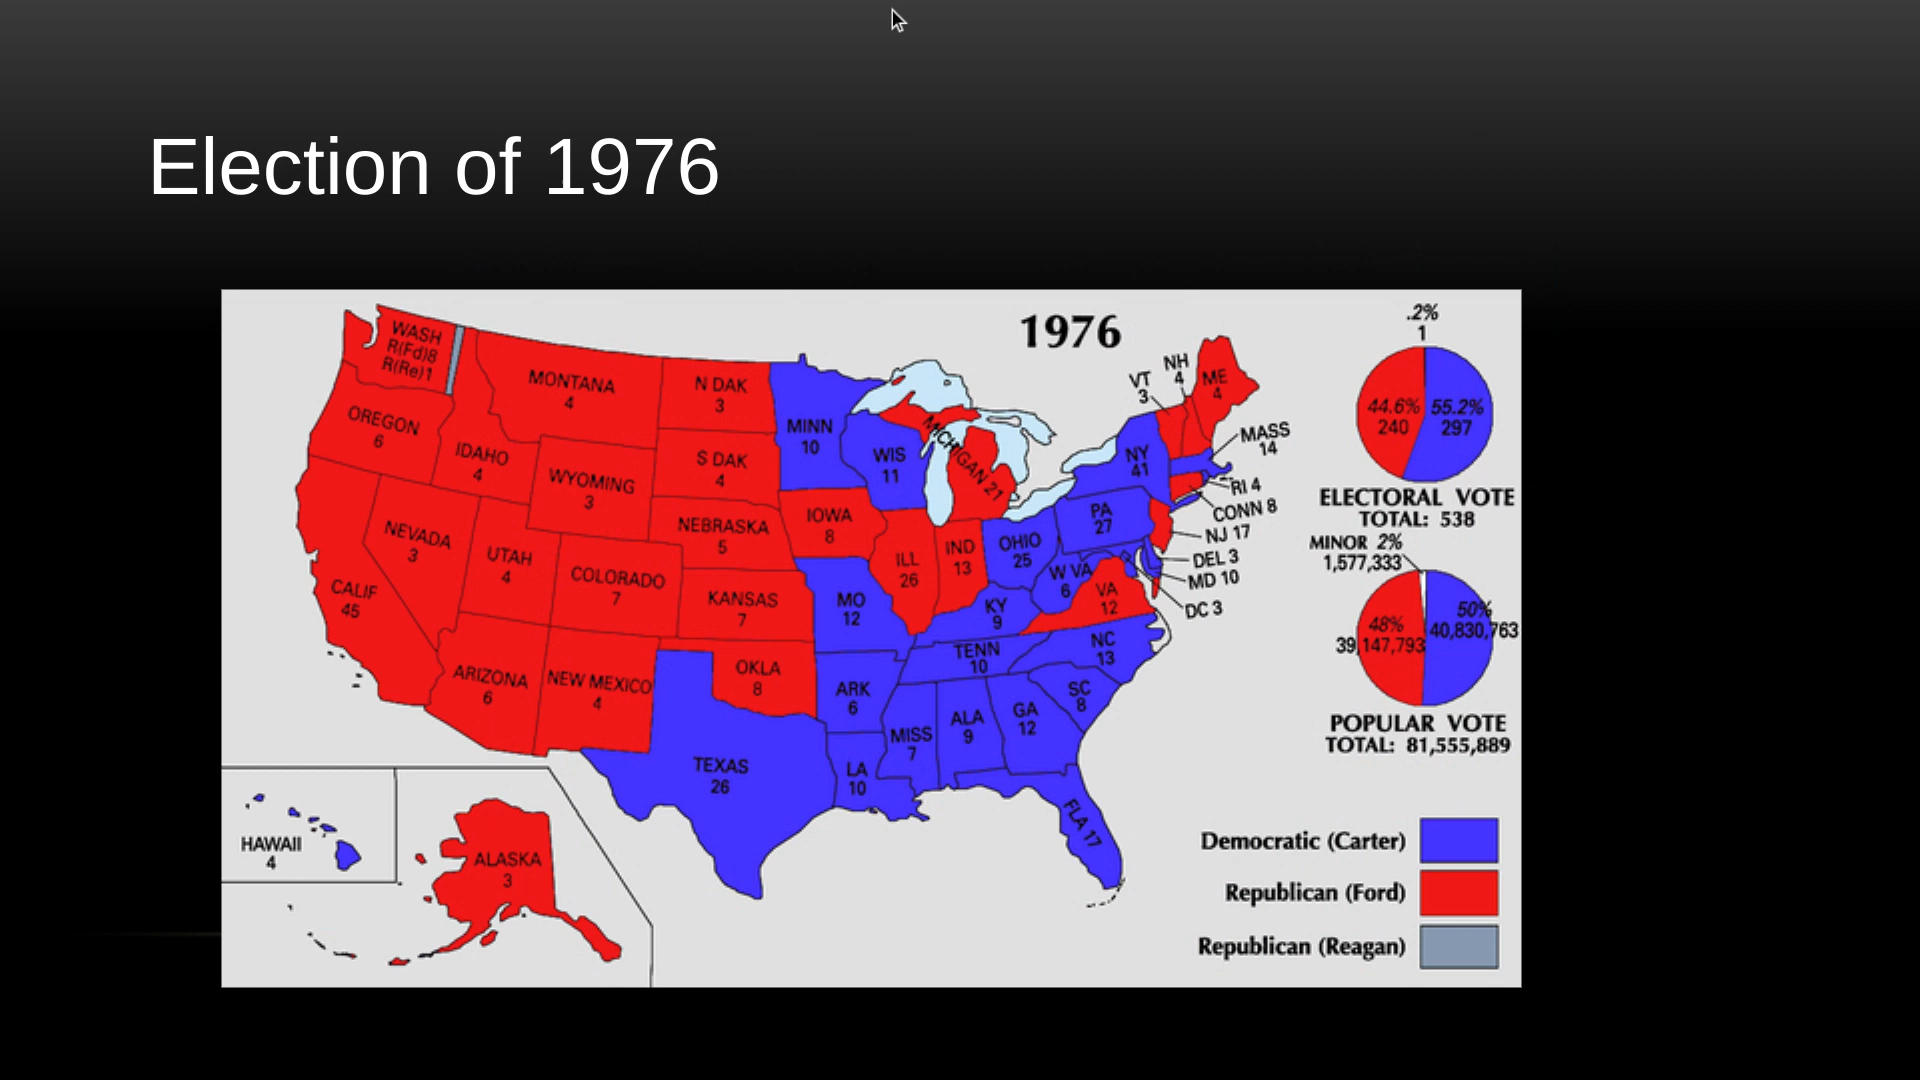 Election of 1976
1976
WASH
R(Fd)8
R(Re)1
OREGON
6
CALIF
45
NEVADA
3
IDAHO
4
MONTANA
4
WYOMING
3
UTAH
4
COLORADO
7
ARIZONA
6
NEW MEXICO
4
N DAK
3
S DAK
4
NEBRASKA
5
KANSAS
7
OKLA
8
TEXAS
26
MINN
10
IOWA
8
MO
12
ARK
6
LA
10
WIS
11
ILL
26
MICHIGAN 21
IND
13
OHIO
25
KY
9
TENN
10
MISS
7
ALA
9
GA
12
FLA 17
SC
8
NC
13
VA
12
W VA
6
PA
27
NY
41
VT
3
NH
4
ME
4
MASS
14
RI 4
CONN 8
NJ 17
DEL 3
MD 10
DC 3
HAWAII
4
ALASKA
3
.2%
1
44.6%
240
55.2%
297
ELECTORAL VOTE
TOTAL: 538
MINOR 2%
1,577,333
48%
39,147,793
50%
40,830,763
POPULAR VOTE
TOTAL: 81,555,889
Democratic (Carter)
Republican (Ford)
Republican (Reagan)